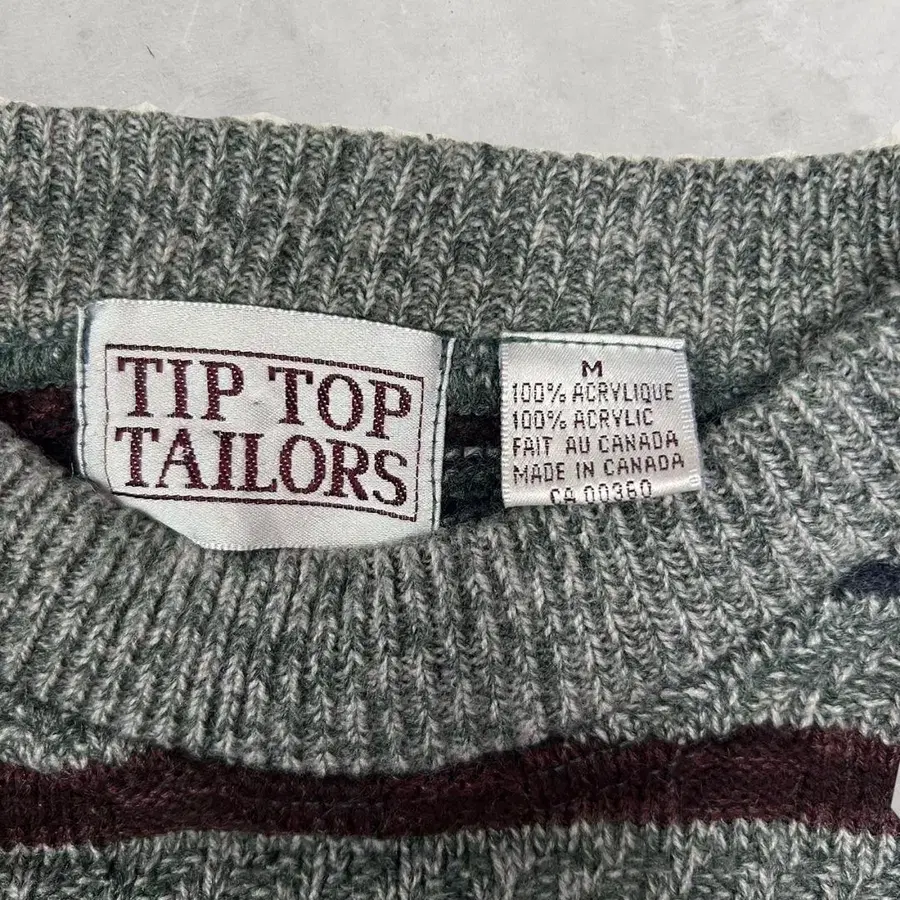 TIP TOP
TAILORS
M
100% ACRYLIQUE
100% ACRYLIC
FAIT AU CANADA
MADE IN CANADA
CA 00360